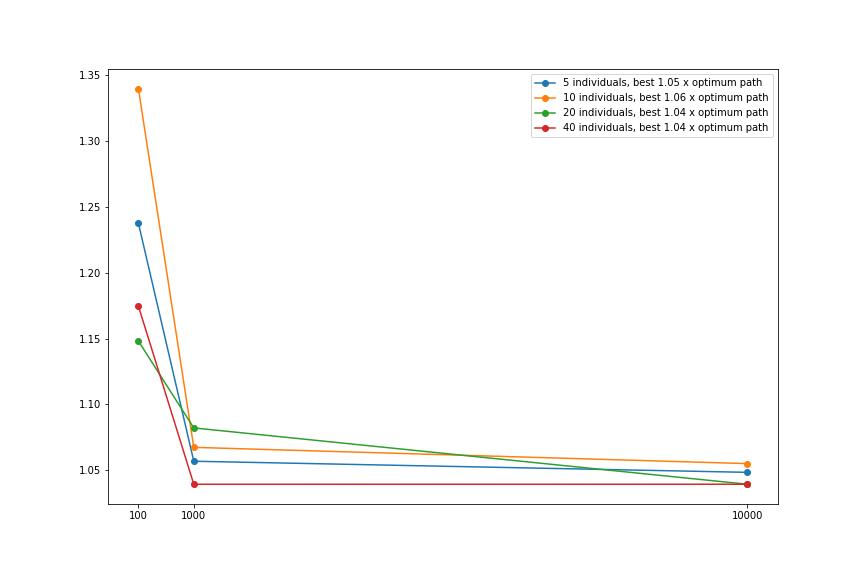 1.35
1.30
1.25
1.20
1.15
1.10
1.05
100 1000 10000
5 individuals, best 1.05 x optimum path
10 individuals, best 1.06 x optimum path
20 individuals, best 1.04 x optimum path
40 individuals, best 1.04 x optimum path